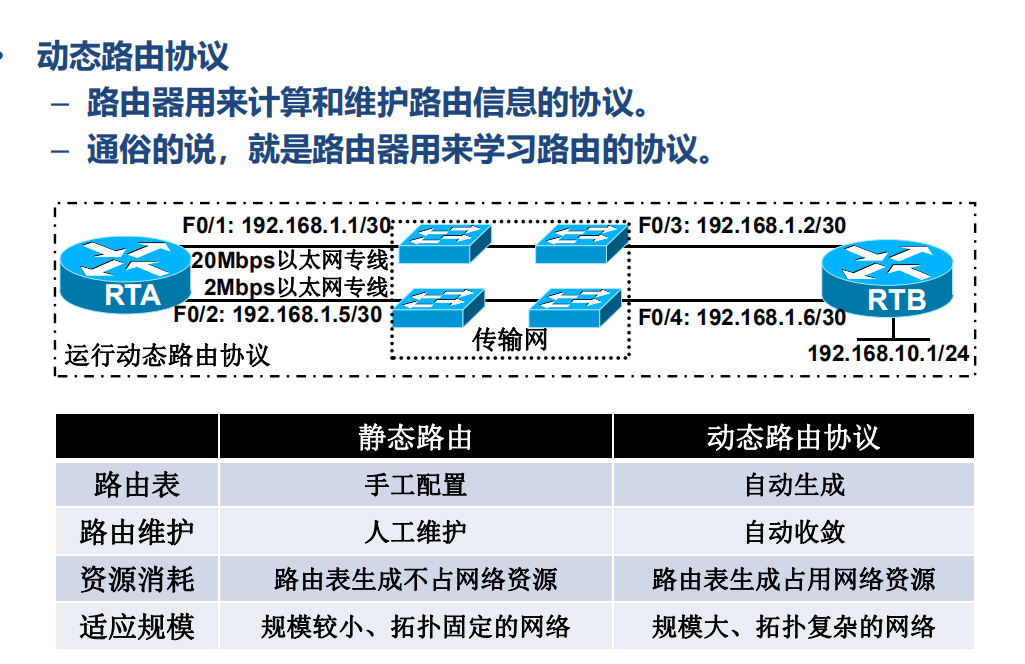 • 动态路由协议
– 路由器用来计算和维护路由信息的协议。
– 通俗的说，就是路由器用来学习路由的协议。
F0/1: 192.168.1.1/30
F0/3: 192.168.1.2/30
20Mbps以太网专线
RTA
2Mbps以太网专线
RTB
F0/2: 192.168.1.5/30
F0/4: 192.168.1.6/30
传输网
运行动态路由协议
192.168.10.1/24
静态路由 动态路由协议
路由表 手工配置 自动生成
路由维护 人工维护 自动收敛
资源消耗 路由表生成不占网络资源 路由表生成占用网络资源
适应规模 规模较小、拓扑固定的网络 规模大、拓扑复杂的网络